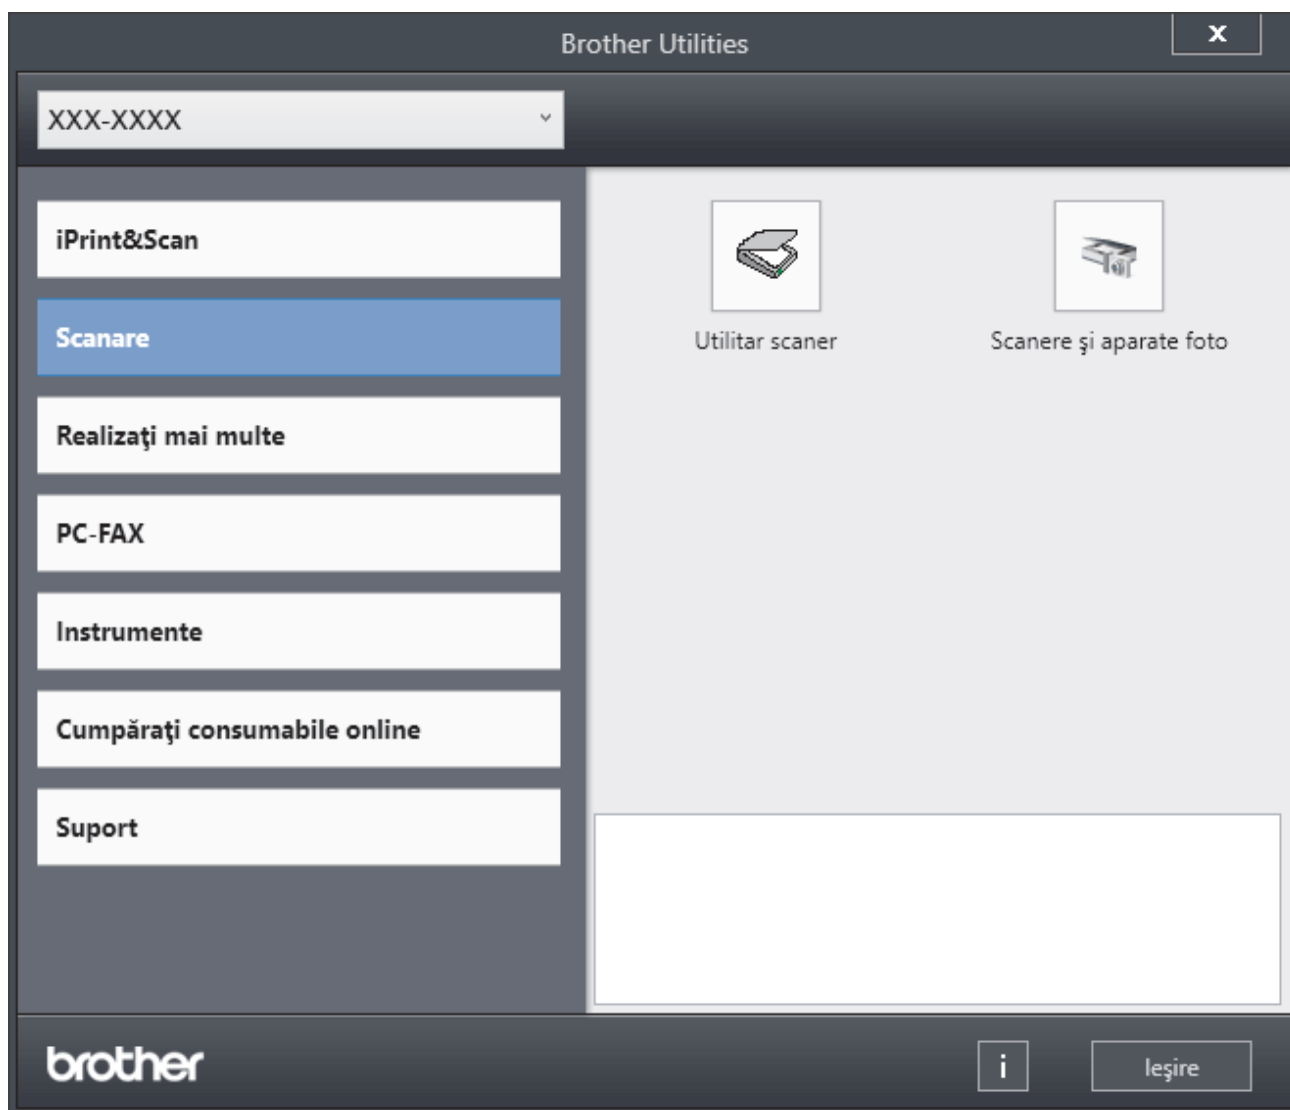 Brother Utilities
x
XXX-XXXX
iPrint&Scan
Scanare
Realizaţi mai multe
PC-FAX
Instrumente
Cumpăraţi consumabile online
Suport
Utilitar scaner
Scanere şi aparate foto
brother
i
Ieşire